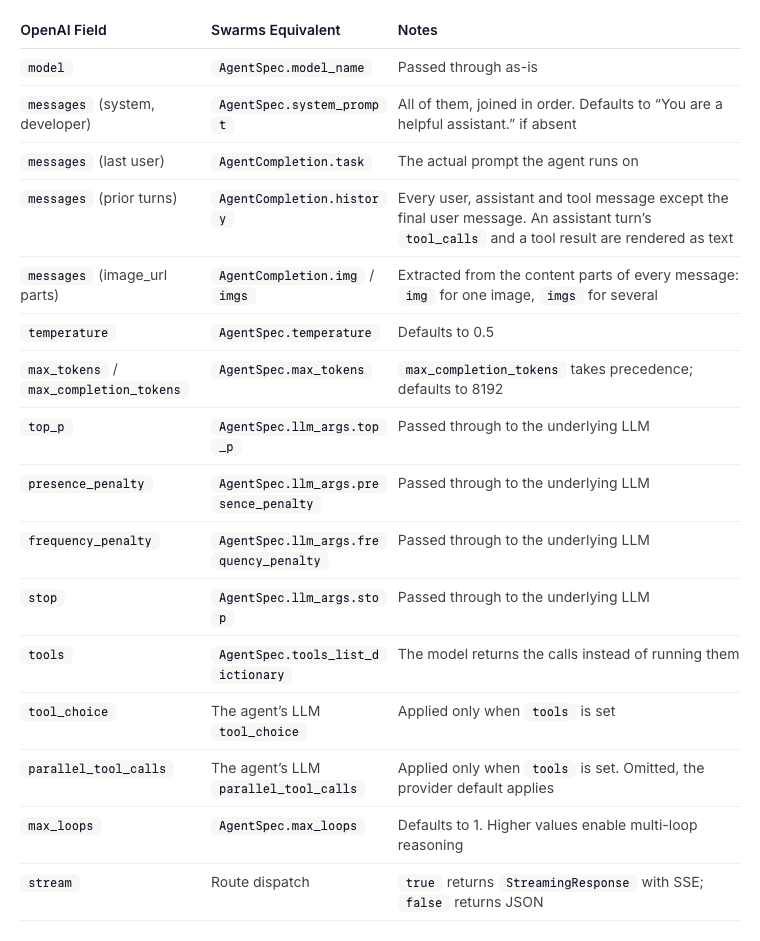 OpenAI Field Swarms Equivalent Notes
model AgentSpec.model_name Passed through as-is
messages (system, AgentSpec.system_promp All of them, joined in order. Defaults to “You are a
developer) t helpful assistant.” if absent
messages (last user) AgentCompletion.task The actual prompt the agent runs on
messages (prior turns) AgentCompletion.histor Every user, assistant and tool message except the
y final user message. An assistant turn’s
tool_calls and a tool result are rendered as text
messages (image_url AgentCompletion.img / Extracted from the content parts of every message:
parts) imgs img for one image, imgs for several
temperature AgentSpec.temperature Defaults to 0.5
max_tokens / AgentSpec.max_tokens max_completion_tokens takes precedence;
max_completion_tokens defaults to 8192
top_p AgentSpec.llm_args.top Passed through to the underlying LLM
_p
presence_penalty AgentSpec.llm_args.pre Passed through to the underlying LLM
sence_penalty
frequency_penalty AgentSpec.llm_args.fre Passed through to the underlying LLM
quency_penalty
stop AgentSpec.llm_args.sto Passed through to the underlying LLM
p
tools AgentSpec.tools_list_d The model returns the calls instead of running them
ictionary
tool_choice The agent’s LLM Applied only when tools is set
tool_choice
parallel_tool_calls The agent’s LLM Applied only when tools is set. Omitted, the
parallel_tool_calls provider default applies
max_loops AgentSpec.max_loops Defaults to 1. Higher values enable multi-loop
reasoning
stream Route dispatch true returns StreamingResponse with SSE;
false returns JSON